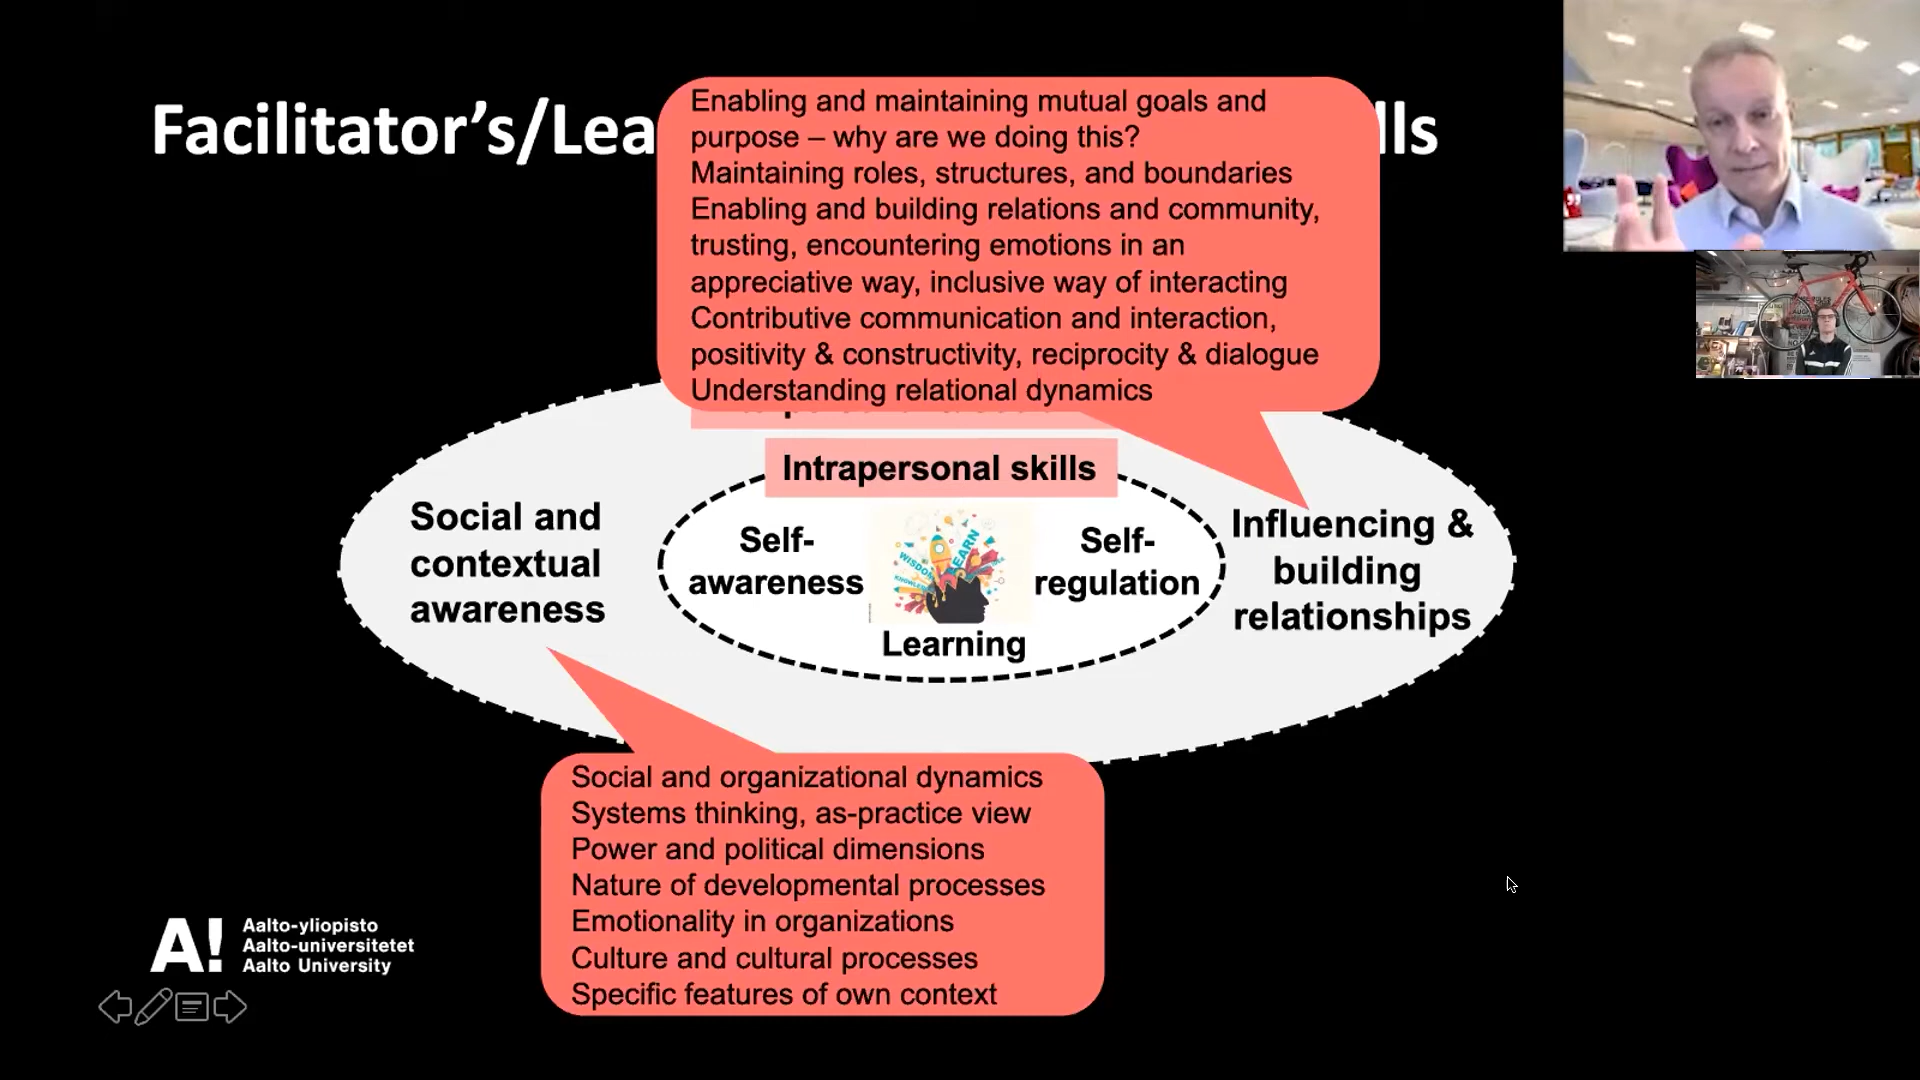 Facilitator's/Lea
lls
Enabling and maintaining mutual goals and
purpose – why are we doing this?
Maintaining roles, structures, and boundaries
Enabling and building relations and community,
trusting, encountering emotions in an
appreciative way, inclusive way of interacting
Contributive communication and interaction,
positivity & constructivity, reciprocity & dialogue
Understanding relational dynamics
Intrapersonal skills
Social and
contextual
awareness
Self-
awareness
WISDOM
LEARN
Self-
regulation
Learning
Influencing &
building
relationships
Social and organizational dynamics
Systems thinking, as-practice view
Power and political dimensions
Nature of developmental processes
Emotionality in organizations
Culture and cultural processes
Specific features of own context
A!
Aalto-yliopisto
Aalto-universitetet
Aalto University